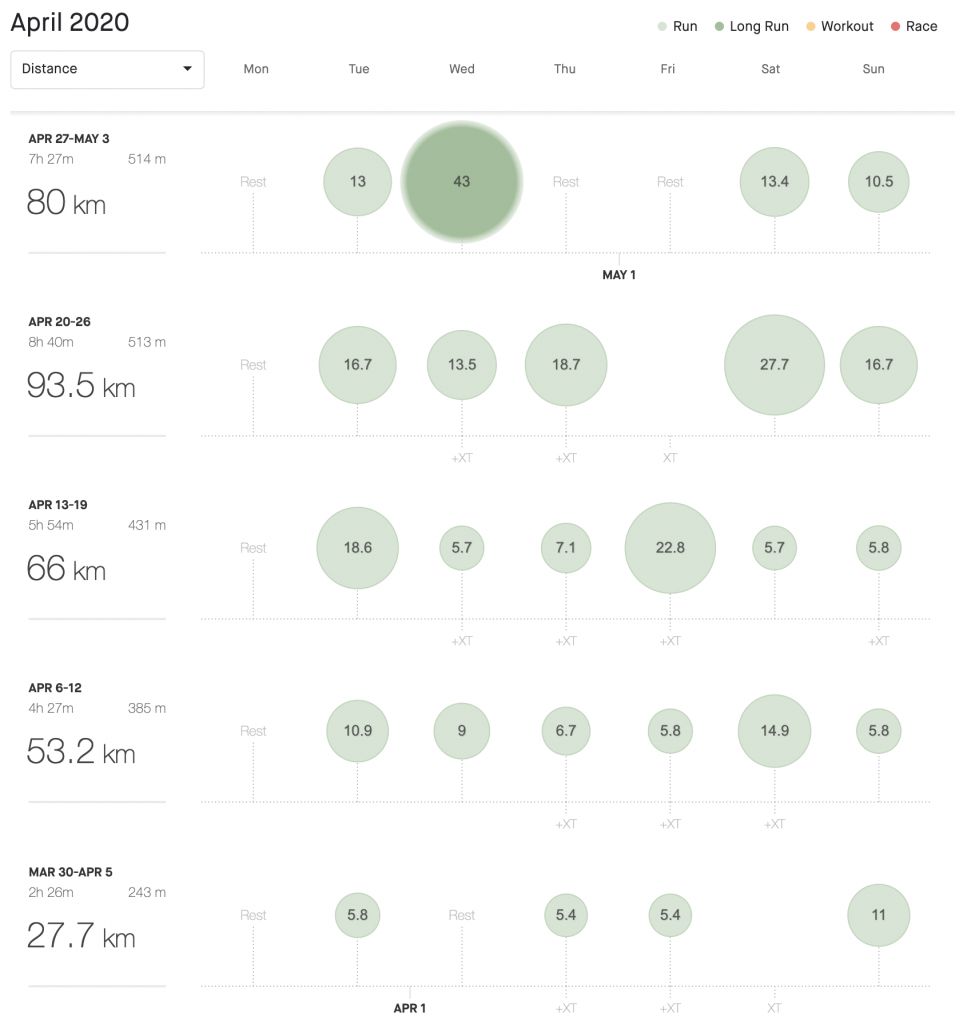 April 2020
Run Long Run Workout Race
Distance Mon Tue Wed Thu Fri Sat Sun
APR 27-MAY 3
7h 27m 514 m
80 km
Rest 13 43 Rest Rest 13.4 10.5
MAY 1
APR 20-26
8h 40m 513 m
93.5 km
Rest 16.7 13.5 18.7 27.7 16.7
+XT +XT XT
APR 13-19
5h 54m 431 m
66 km
Rest 18.6 5.7 7.1 22.8 5.7 5.8
+XT +XT +XT +XT
APR 6-12
4h 27m 385 m
53.2 km
Rest 10.9 9 6.7 5.8 14.9 5.8
+XT +XT +XT
MAR 30-APR 5
2h 26m 243 m
27.7 km
Rest 5.8 Rest 5.4 5.4 11
APR 1 +XT +XT XT